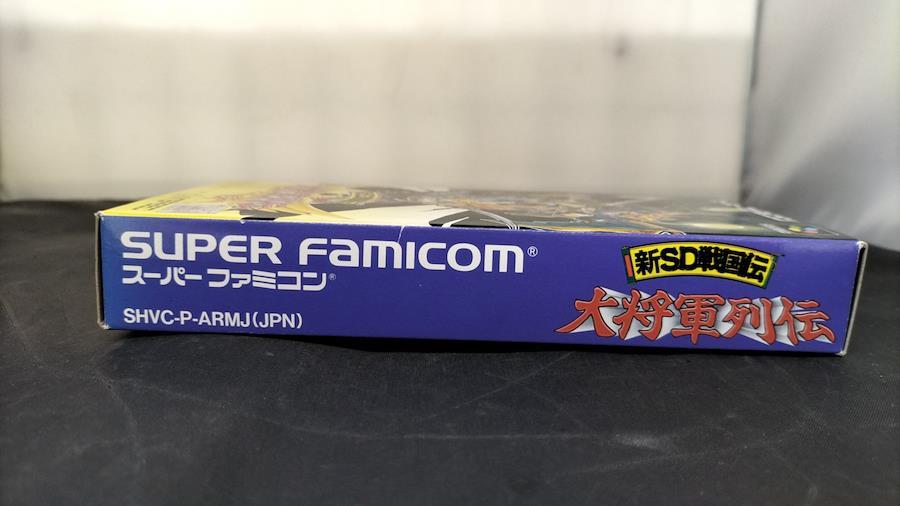 SUPER FAMICOM®
スーパーファミコン®
SHVC-P-ARMJ(JPN)
新SD戦国伝
大将軍列伝